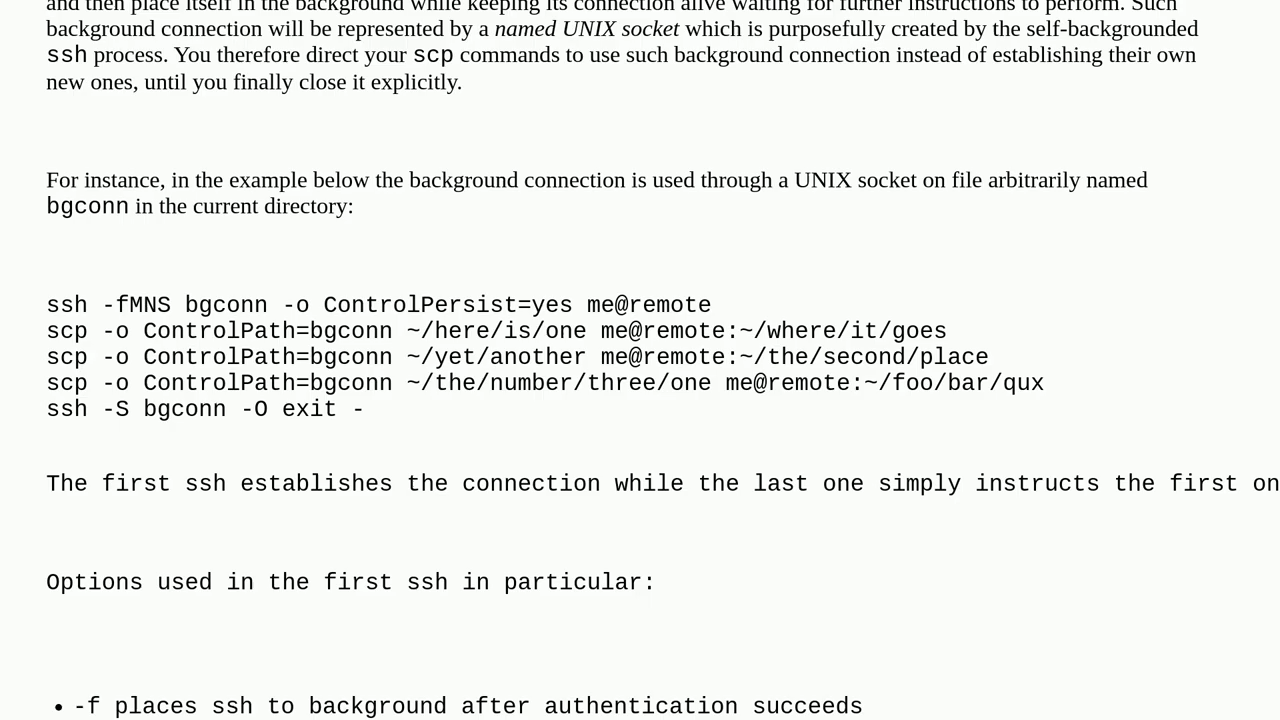 and then place itself in the background while keeping its connection alive waiting for further instructions to perform. Such
background connection will be represented by a named UNIX socket which is purposefully created by the self-backgrounded
ssh process. You therefore direct your scp commands to use such background connection instead of establishing their own
new ones, until you finally close it explicitly.
For instance, in the example below the background connection is used through a UNIX socket on file arbitrarily named
bgconn in the current directory:
ssh -fMNS bgconn -o ControlPersist=yes me@remote
scp -o ControlPath=bgconn ~/here/is/one me@remote:~/where/it/goes
scp -o ControlPath=bgconn ~/yet/another me@remote:~/the/second/place
scp -o ControlPath=bgconn ~/the/number/three/one me@remote:~/foo/bar/qux
ssh -S bgconn -O exit -
The first ssh establishes the connection while the last one simply instructs the first on
Options used in the first ssh in particular:
• -f places ssh to background after authentication succeeds